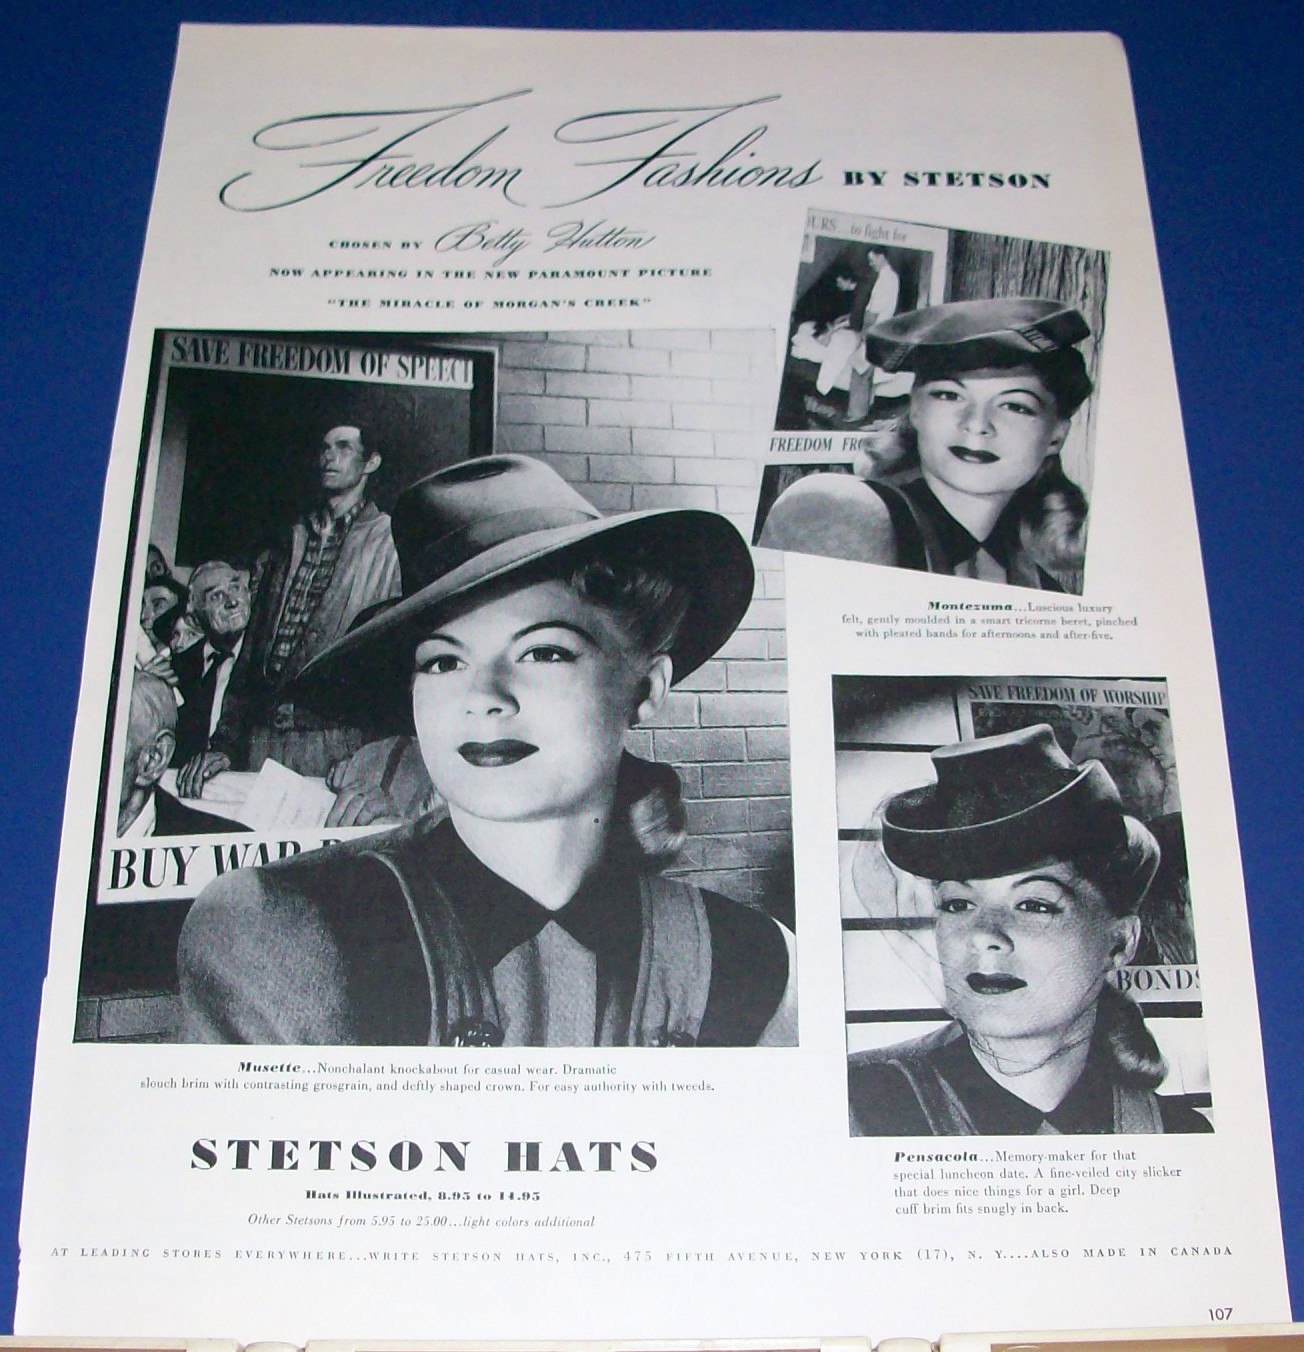 Freedom Fashions BY STETSON
CHOSEN BY Betty Hutton
NOW APPEARING IN THE NEW PARAMOUNT PICTURE
"THE MIRACLE OF MORGAN'S CREEK"
OURS...to fight for
FREEDOM FRO
SAVE FREEDOM OF SPEECH
BUY WAR B
Montezuma...Luscious luxury
felt, gently moulded in a smart tricorne beret, pinched
with pleated bands for afternoons and after-five.
SAVE FREEDOM OF WORSHIP
BONDS
Musette...Nonchalant knockabout for casual wear. Dramatic
slouch brim with contrasting grosgrain, and deftly shaped crown. For easy authority with tweeds.
STETSON HATS
Hats Illustrated, 8.95 to 14.95
Other Stetsons from 5.95 to 25.00...light colors additional
Pensacola...Memory-maker for that
special luncheon date. A fine-veiled city slicker
that does nice things for a girl. Deep
cuff brim fits snugly in back.
AT LEADING STORES EVERYWHERE...WRITE STETSON HATS, INC., 475 FIFTH AVENUE, NEW YORK (17), N. Y....ALSO MADE IN CANADA
107